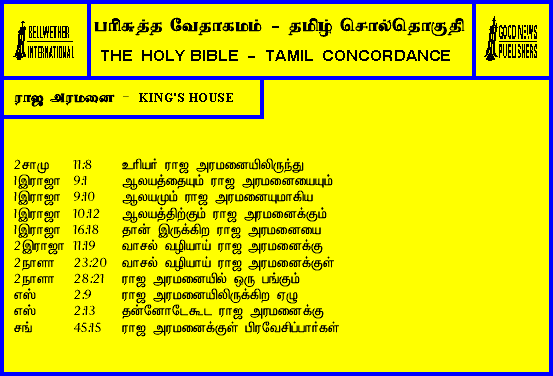 BELLWETHER
INTERNATIONAL
பரிசுத்த வேதாகமம் - தமிழ் சொல்தொகுதி
THE HOLY BIBLE - TAMIL CONCORDANCE
GOOD NEWS
PUBLISHERS
ராஜ அரமனை - KING'S HOUSE
2சாமு 11:8 உரியா் ராஜ அரமனையிலிருந்து
1இராஜா 9:1 ஆலயத்தையும் ராஜ அரமனையையும்
1இராஜா 9:10 ஆலயமும் ராஜ அரமனையுமாகிய
1இராஜா 10:12 ஆலயத்திற்கும் ராஜ அரமனைக்கும்
1இராஜா 16:18 தான் இருக்கிற ராஜ அரமனையை
2இராஜா 11:19 வாசல் வழியாய் ராஜ அரமனைக்கு
2நாளா 23:20 வாசல் வழியாய் ராஜ அரமனைக்குள்
2நாளா 28:21 ராஜ அரமனையில் ஒரு பங்கும்
எஸ் 2:9 ராஜ அரமனையிலிருக்கிற ஏழு
எஸ் 2:13 தன்னோடேகூட ராஜ அரமனைக்கு
சங் 45:15 ராஜ அரமனைக்குள் பிரவேசிப்பார்கள்